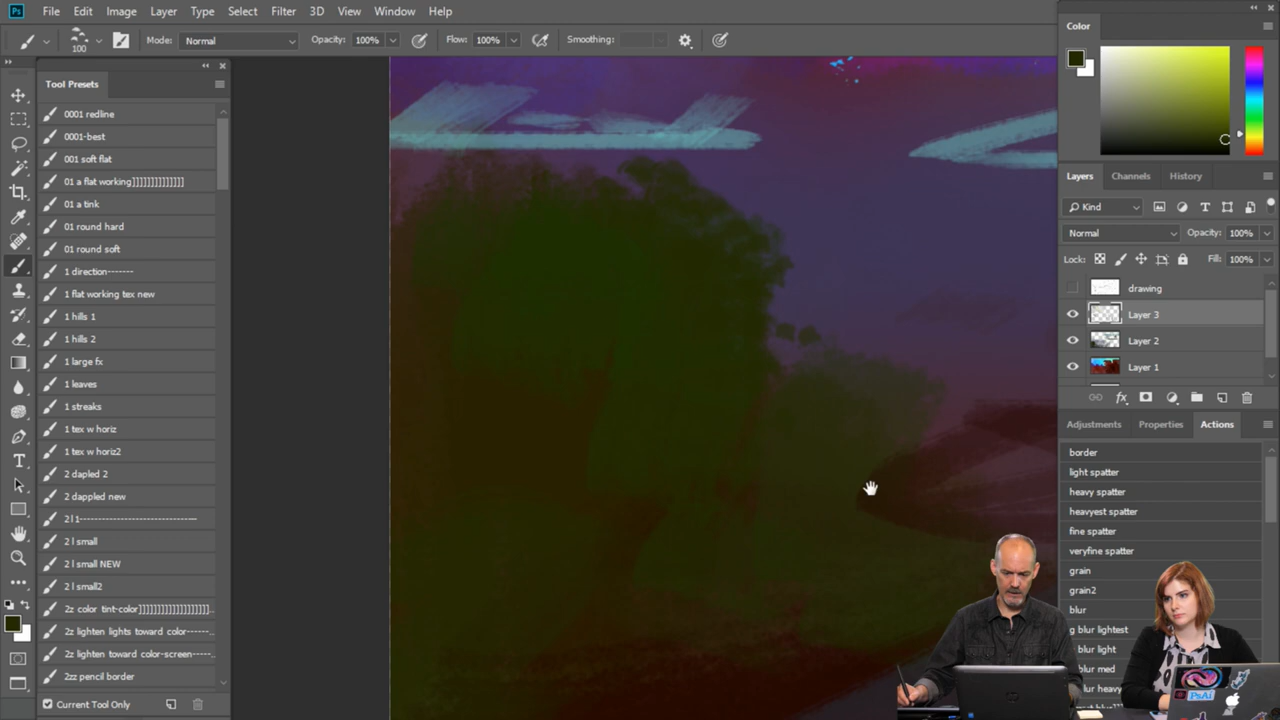 Ps File Edit Image Layer Type Select Filter 3D View Window Help
100 Mode: Normal Opacity: 100% Flow: 100% Smoothing:
Tool Presets
0001 redline
0001-best
001 soft flat
01 a flat working]]]]]]]]]]]]]]
01 a tink
01 round hard
01 round soft
1 direction-------
1 flat working tex new
1 hills 1
1 hills 2
1 large fx
1 leaves
1 streaks
1 tex w horiz
1 tex w horiz2
2 dapled 2
2 dappled new
2 l 1----------------------------------
2 l small
2 l small NEW
2 l small2
2z color tint-color]]]]]]]]]]]]]]]]]]]]...
2z lighten lights toward color------...
2z lighten toward color-screen-----...
2zz pencil border
Current Tool Only
Color
Layers Channels History
Kind
Normal Opacity: 100%
Lock: Fill: 100%
drawing
Layer 3
Layer 2
Layer 1
fx
Adjustments Properties Actions
border
light spatter
heavy spatter
heavyest spatter
fine spatter
veryfine spatter
grain
grain2
blur
g blur lightest
blur light
blur med
blur heavy
PsAi